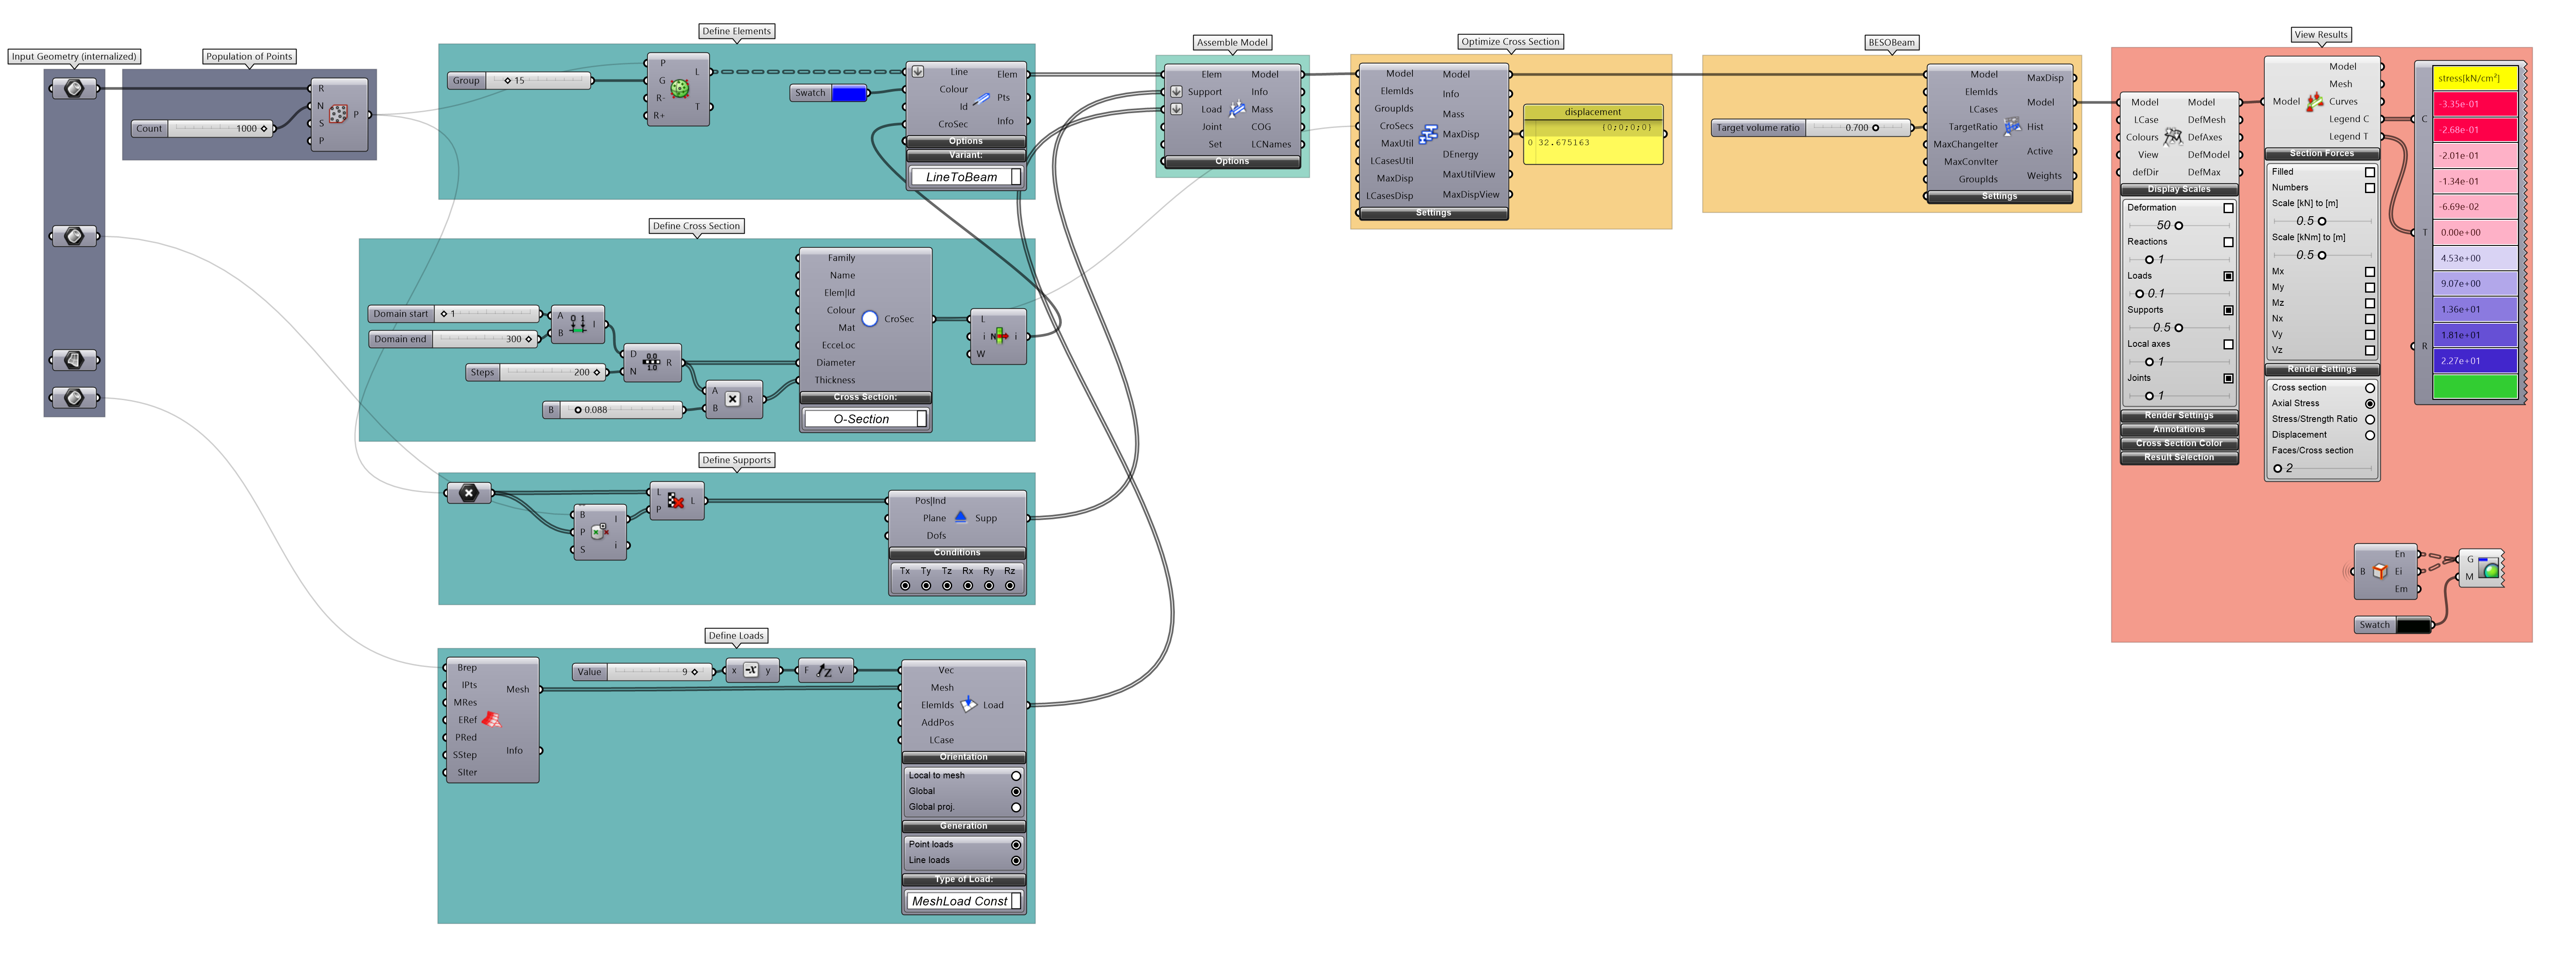 Input Geometry (internalized)
Population of Points
Count 1000
R
N
S
P
P
Define Elements
Group 15
P
G
R-
R+
L
T
Swatch
Line
Colour
Id
CroSec
Elem
Pts
Info
Options
Variant:
LineToBeam
Define Cross Section
Domain start 1
Domain end 300
A
B
I
0 1
Steps 200
D
N
R
0.0
1.0
B 0.088
A
B
R
Family
Name
Elem|Id
Colour
Mat
EcceLoc
Diameter
Thickness
CroSec
Cross Section:
O-Section
L
i
W
N
i
Define Supports
B
P
S
I
i
L
P
L
Pos|Ind
Plane
Dofs
Supp
Conditions
Tx Ty Tz Rx Ry Rz
Define Loads
Brep
IPts
MRes
ERef
PRed
SStep
SIter
Mesh
Info
Value 9
x -x y
F Z V
Vec
Mesh
ElemIds
AddPos
LCase
Load
Orientation
Local to mesh
Global
Global proj.
Generation
Point loads
Line loads
Type of Load:
MeshLoad Const
Assemble Model
Elem
Support
Load
Joint
Set
Model
Info
Mass
COG
LCNames
Options
Optimize Cross Section
Model
ElemIds
GroupIds
CroSecs
MaxUtil
LCasesUtil
MaxDisp
LCasesDisp
Model
Info
Mass
MaxDisp
DEnergy
MaxUtilView
MaxDispView
Settings
displacement
{0;0;0;0}
0 32.675163
BESOBeam
Target volume ratio 0.700
Model
ElemIds
LCases
TargetRatio
MaxChangeIter
MaxConvIter
GroupIds
MaxDisp
Model
Hist
Active
Weights
Settings
View Results
Model
LCase
Colours
View
defDir
Model
DefMesh
DefAxes
DefModel
DefMax
Display Scales
Deformation
50
Reactions
1
Loads
0.1
Supports
0.5
Local axes
1
Joints
1
Render Settings
Annotations
Cross Section Color
Result Selection
Model
Model
Mesh
Curves
Legend C
Legend T
Section Forces
Filled
Numbers
Scale [kN] to [m]
0.5
Scale [kNm] to [m]
0.5
Mx
My
Mz
Nx
Vy
Vz
Render Settings
Cross section
Axial Stress
Stress/Strength Ratio
Displacement
Faces/Cross section
2
C
T
R
stress[kN/cm²]
-3.35e-01
-2.68e-01
-2.01e-01
-1.34e-01
-6.69e-02
0.00e+00
4.53e+00
9.07e+00
1.36e+01
1.81e+01
2.27e+01
B
En
Ei
Em
G
M
Swatch